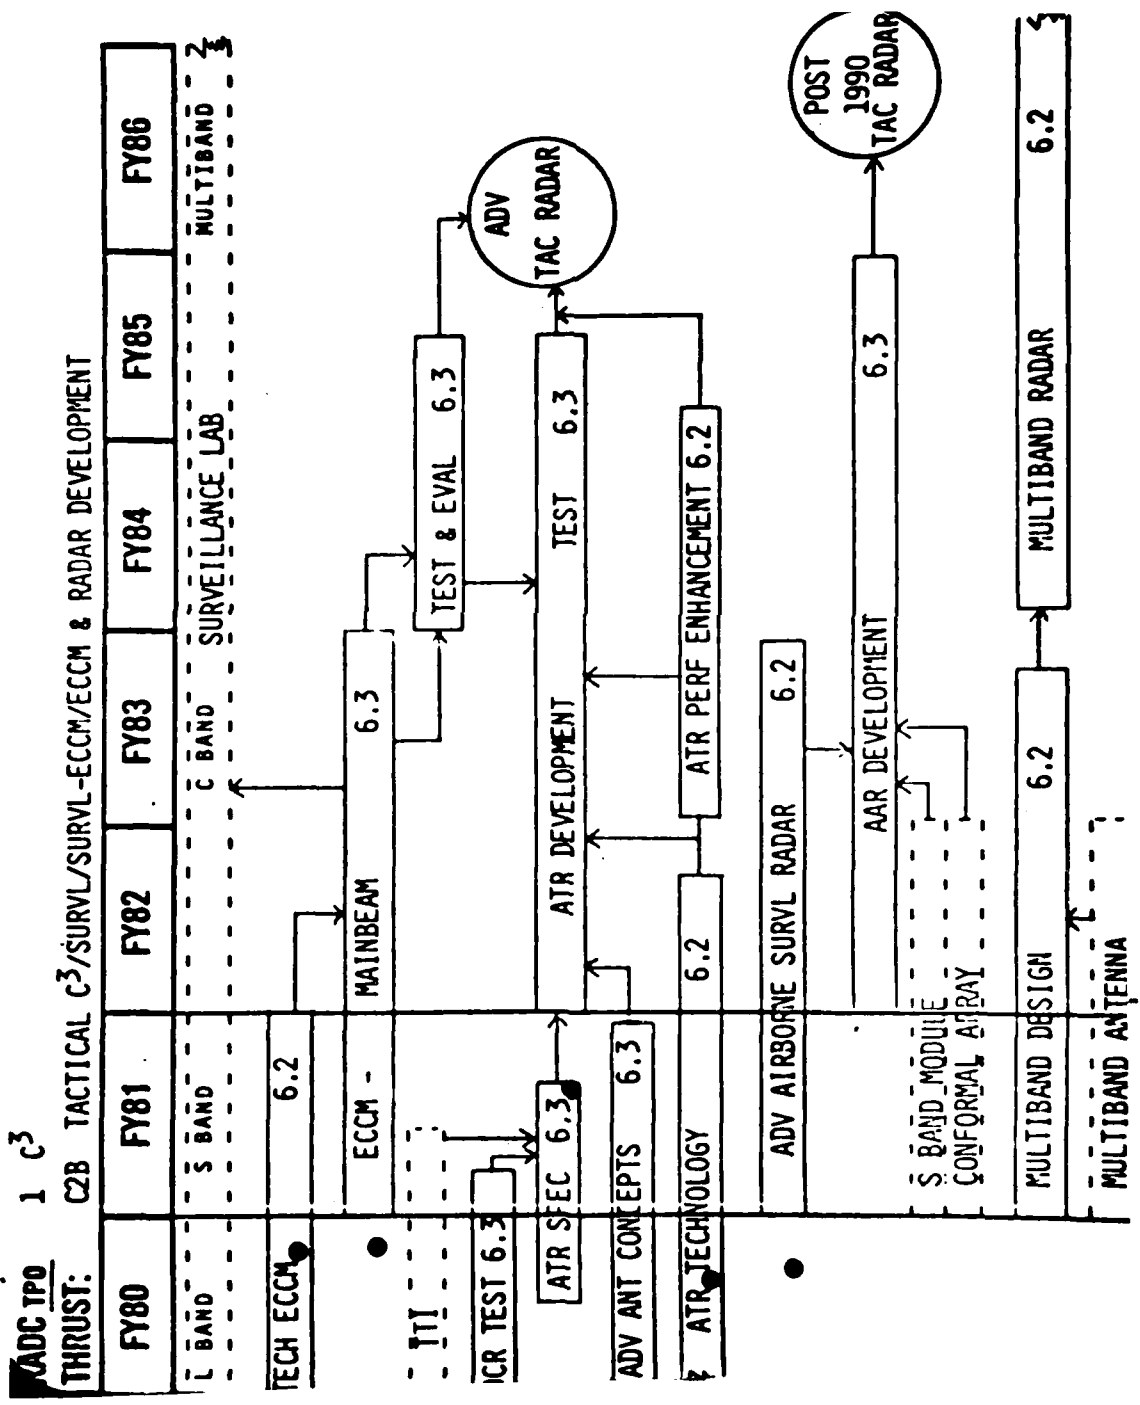 RADC TPO 1 C³
THRUST: C2B TACTICAL C³/SURVL/SURVL-ECCM/ECCM & RADAR DEVELOPMENT
FY80 FY81 FY82 FY83 FY84 FY85 FY86
L BAND S BAND C BAND SURVEILLANCE LAB MULTIBAND
TECH ECCM 6.2
ECCM - MAINBEAM 6.3
TEST & EVAL 6.3
TTI
OCR TEST 6.3
ADV
TAC RADAR
ATR SPEC 6.3 ATR DEVELOPMENT TEST 6.3
ADV ANT CONCEPTS 6.3
ATR TECHNOLOGY 6.2 ATR PERF ENHANCEMENT 6.2
ADV AIRBORNE SURVL RADAR 6.2
POST
1990
TAC RADAR
AAR DEVELOPMENT 6.3
S BAND MODULE
CONFORMAL ARRAY
MULTIBAND DESIGN 6.2 MULTIBAND RADAR 6.2
MULTIBAND ANTENNA